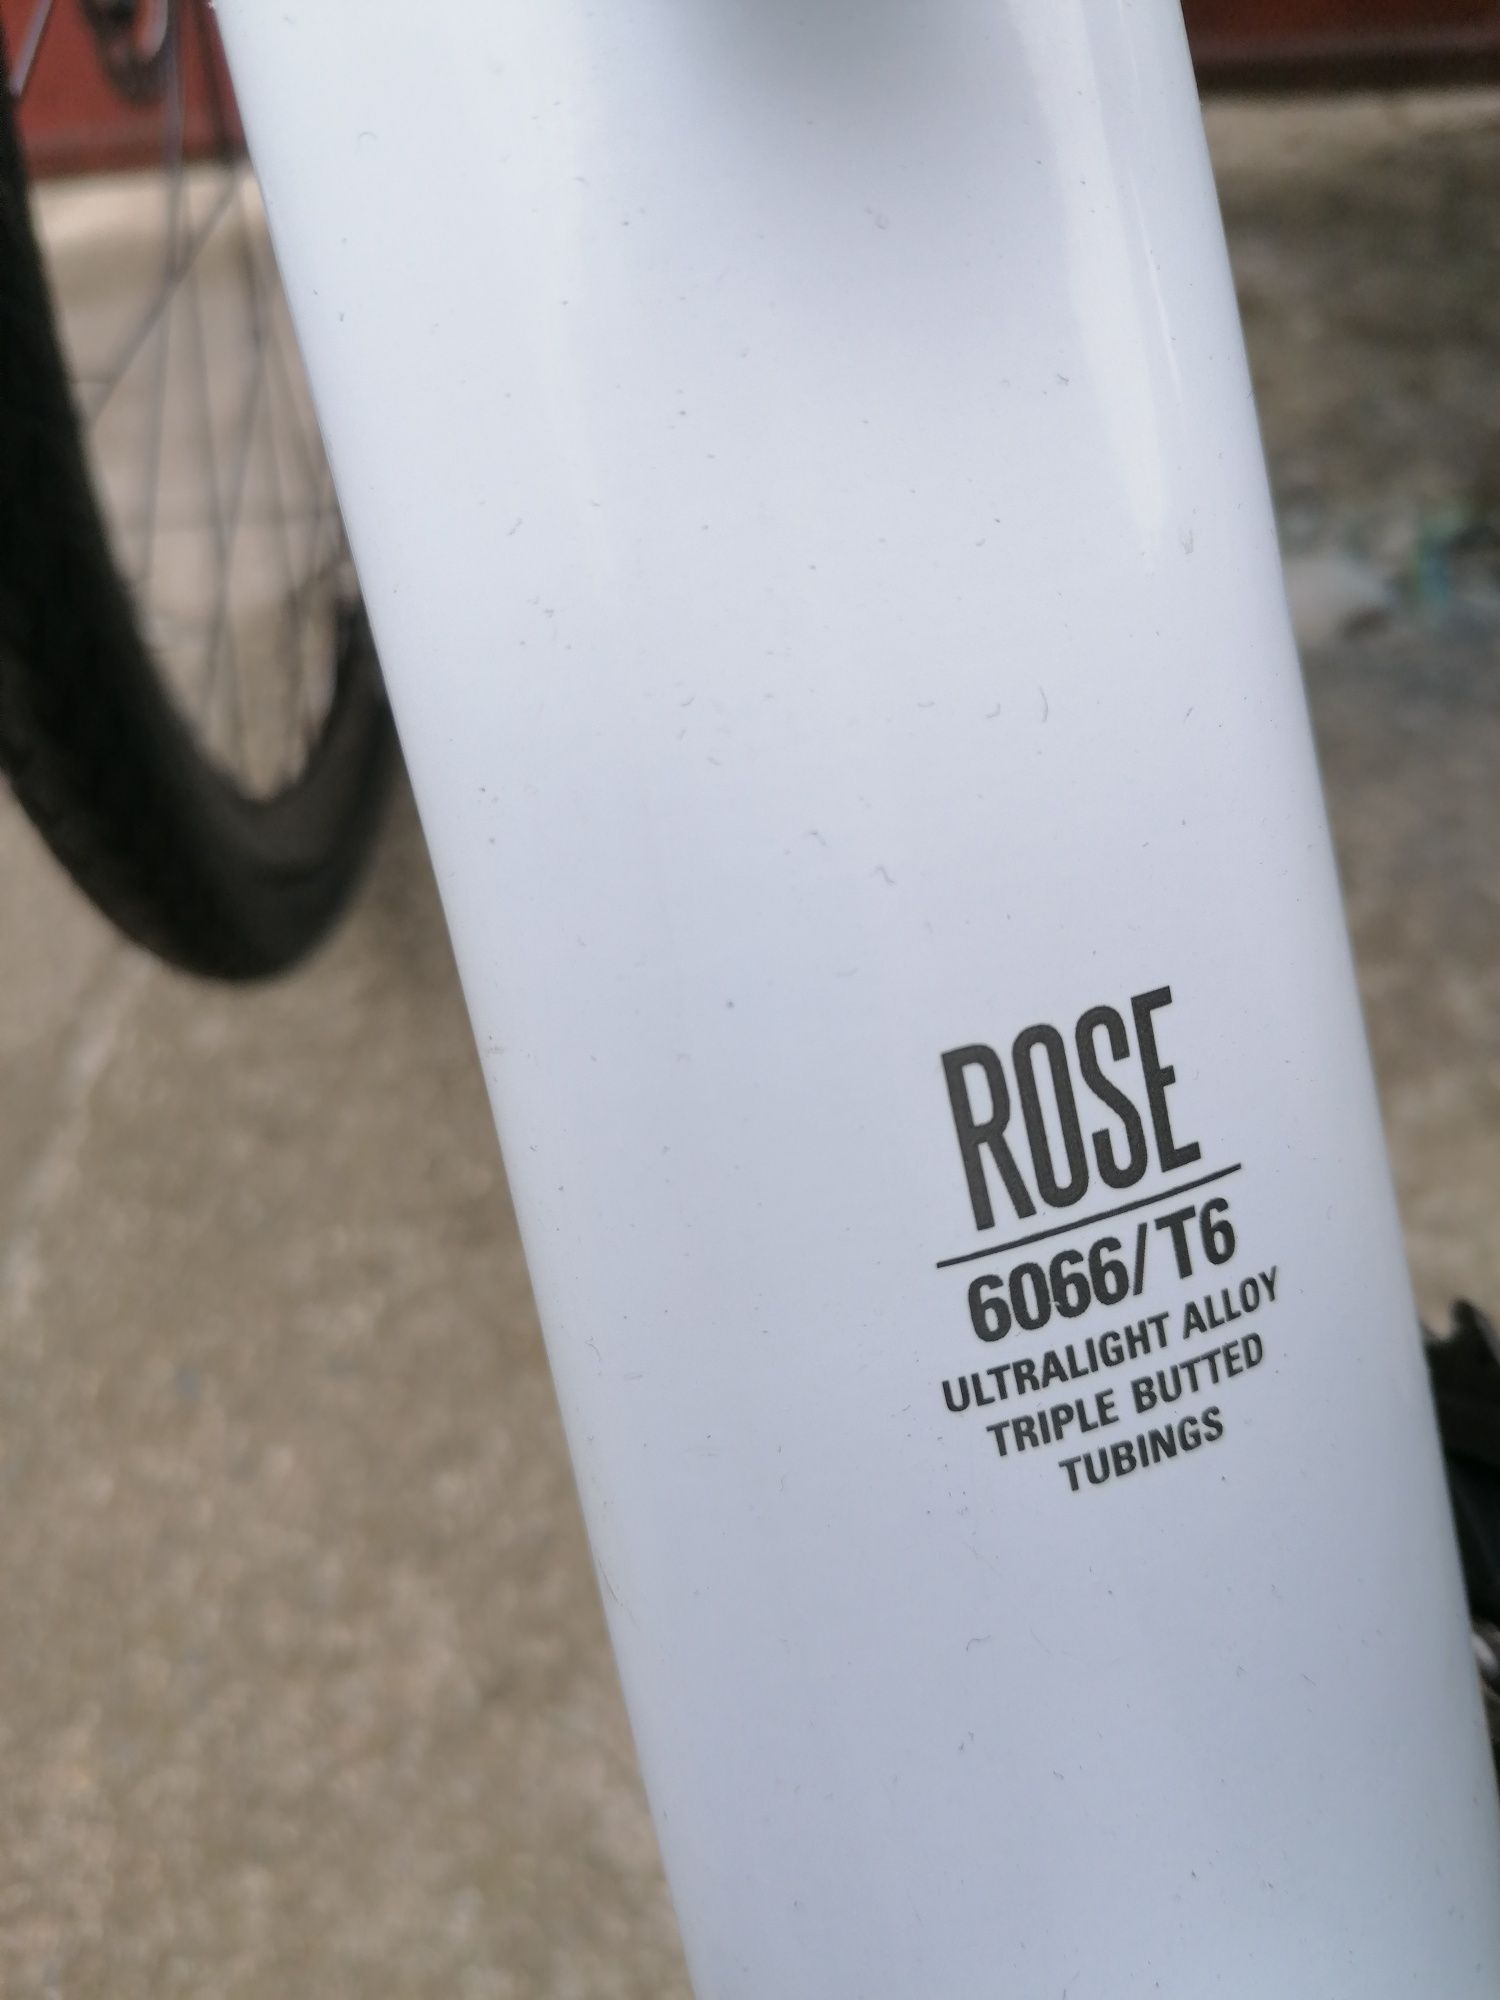 ROSE
6066/T6
ULTRALIGHT ALLOY
TRIPLE BUTTED
TUBINGS